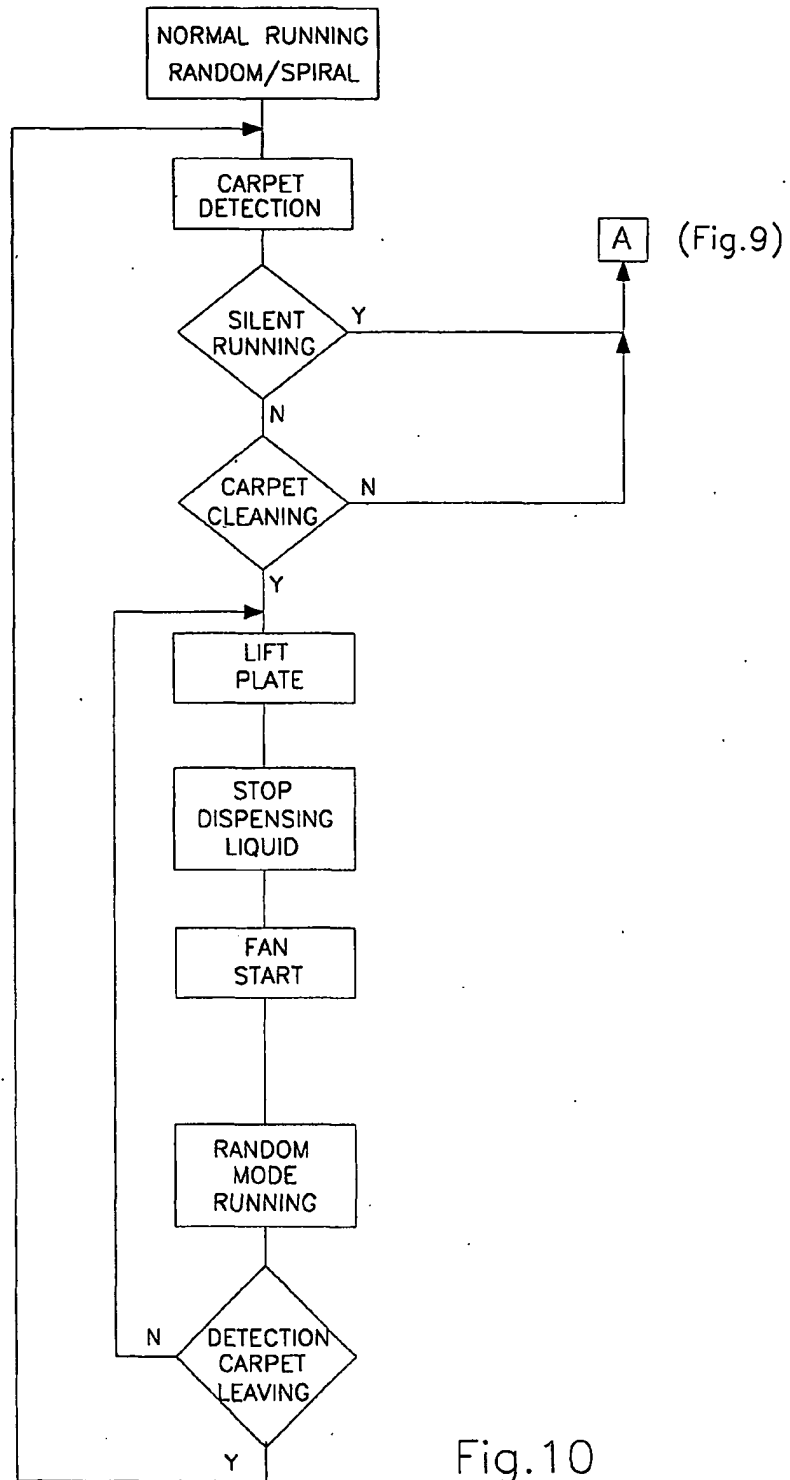 NORMAL RUNNING
RANDOM/SPIRAL
CARPET
DETECTION
A (Fig.9)
SILENT
RUNNING
Y
N
CARPET
CLEANING
N
Y
LIFT
PLATE
STOP
DISPENSING
LIQUID
FAN
START
RANDOM
MODE
RUNNING
N
DETECTION
CARPET
LEAVING
Y
Fig.10